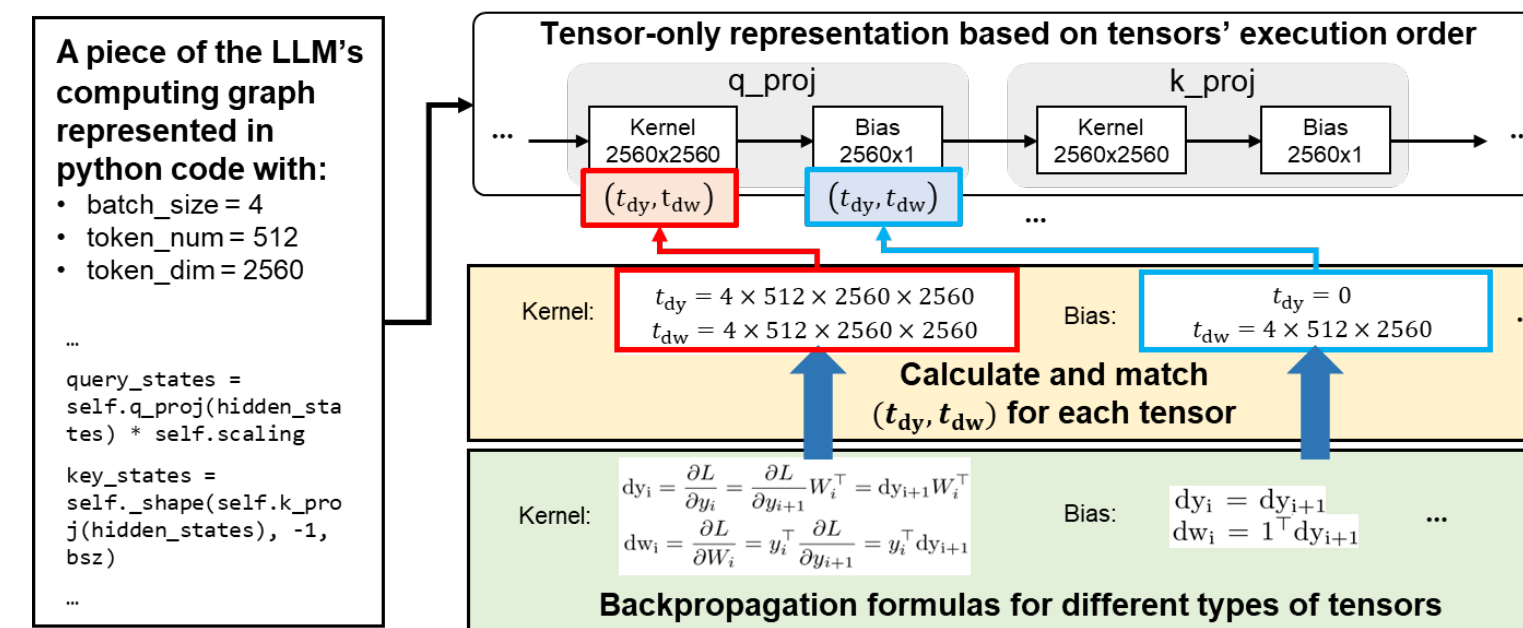 A piece of the LLM's
computing graph
represented in
python code with:
• batch_size = 4
• token_num = 512
• token_dim = 2560
…
query_states =
self.q_proj(hidden_sta
tes) * self.scaling
key_states =
self._shape(self.k_pro
j(hidden_states), -1,
bsz)
…
Tensor-only representation based on tensors' execution order
q_proj
k_proj
...
Kernel
2560x2560
Bias
2560x1
Kernel
2560x2560
Bias
2560x1
...
(t_dy, t_dw)
(t_dy, t_dw)
...
Kernel:
t_dy = 4 × 512 × 2560 × 2560
t_dw = 4 × 512 × 2560 × 2560
Bias:
t_dy = 0
t_dw = 4 × 512 × 2560
Calculate and match
(t_dy, t_dw) for each tensor
Kernel:
dy_i = ∂L/∂y_i = ∂L/∂y_{i+1} W_i^⊤ = dy_{i+1} W_i^⊤
dw_i = ∂L/∂W_i = y_i^⊤ ∂L/∂y_{i+1} = y_i^⊤ dy_{i+1}
Bias:
dy_i = dy_{i+1}
dw_i = 1^⊤ dy_{i+1}
...
Backpropagation formulas for different types of tensors